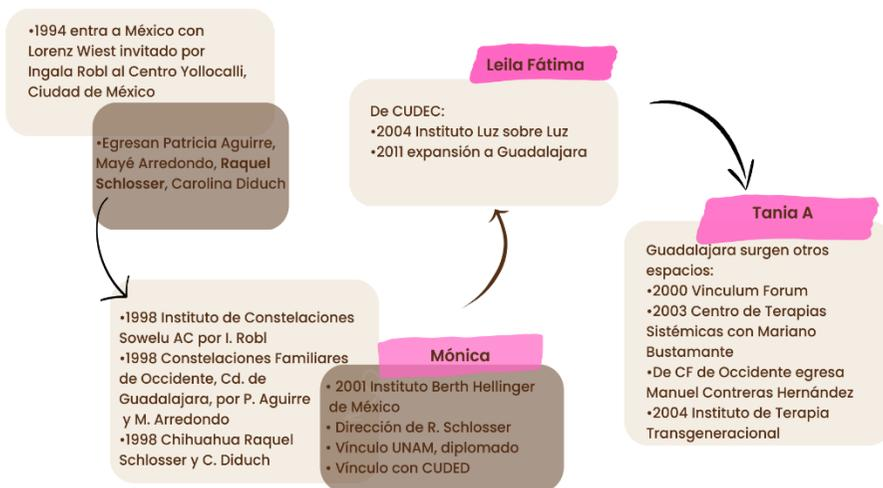 •1994 entra a México con
Lorenz Wiest invitado por
Ingala Robl al Centro Yollocalli,
Ciudad de México
•Egresan Patricia Aguirre,
Mayé Arredondo, Raquel
Schlosser, Carolina Diduch
•1998 Instituto de Constelaciones
Sowelu AC por I. Robl
•1998 Constelaciones Familiares
de Occidente, Cd. de
Guadalajara, por P. Aguirre
y M. Arredondo
•1998 Chihuahua Raquel
Schlosser y C. Diduch
Mónica
• 2001 Instituto Berth Hellinger
de México
• Dirección de R. Schlosser
• Vínculo UNAM, diplomado
• Vínculo con CUDED
Leila Fátima
De CUDEC:
•2004 Instituto Luz sobre Luz
•2011 expansión a Guadalajara
Tania A
Guadalajara surgen otros
espacios:
•2000 Vinculum Forum
•2003 Centro de Terapias
Sistémicas con Mariano
Bustamante
•De CF de Occidente egresa
Manuel Contreras Hernández
•2004 Instituto de Terapia
Transgeneracional